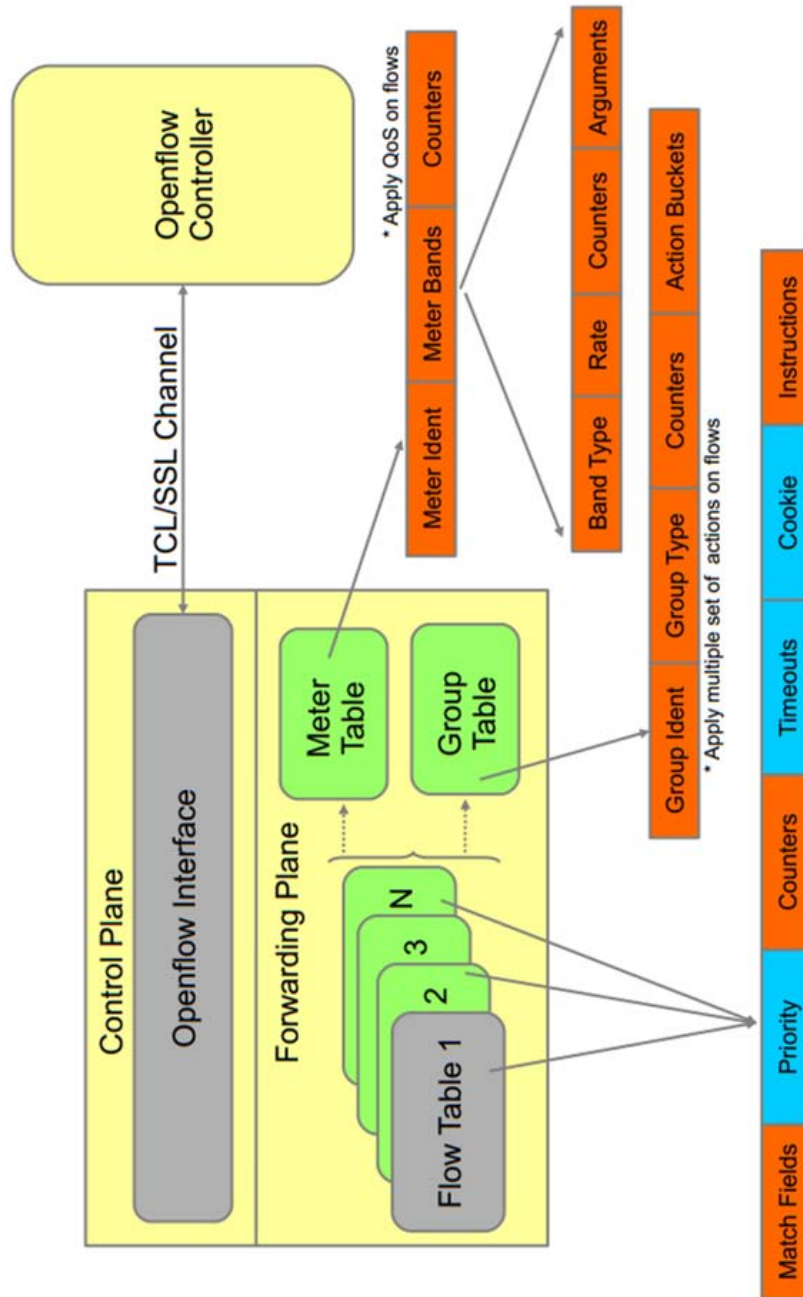 Control Plane
Openflow Interface
TCL/SSL Channel
Openflow
Controller
Forwarding Plane
Flow Table 1
2
3
N
Meter
Table
Group
Table
* Apply QoS on flows
Meter Ident
Meter Bands
Counters
Band Type
Rate
Counters
Arguments
Group Ident
Group Type
Counters
Action Buckets
* Apply multiple set of actions on flows
Match Fields
Priority
Counters
Timeouts
Cookie
Instructions